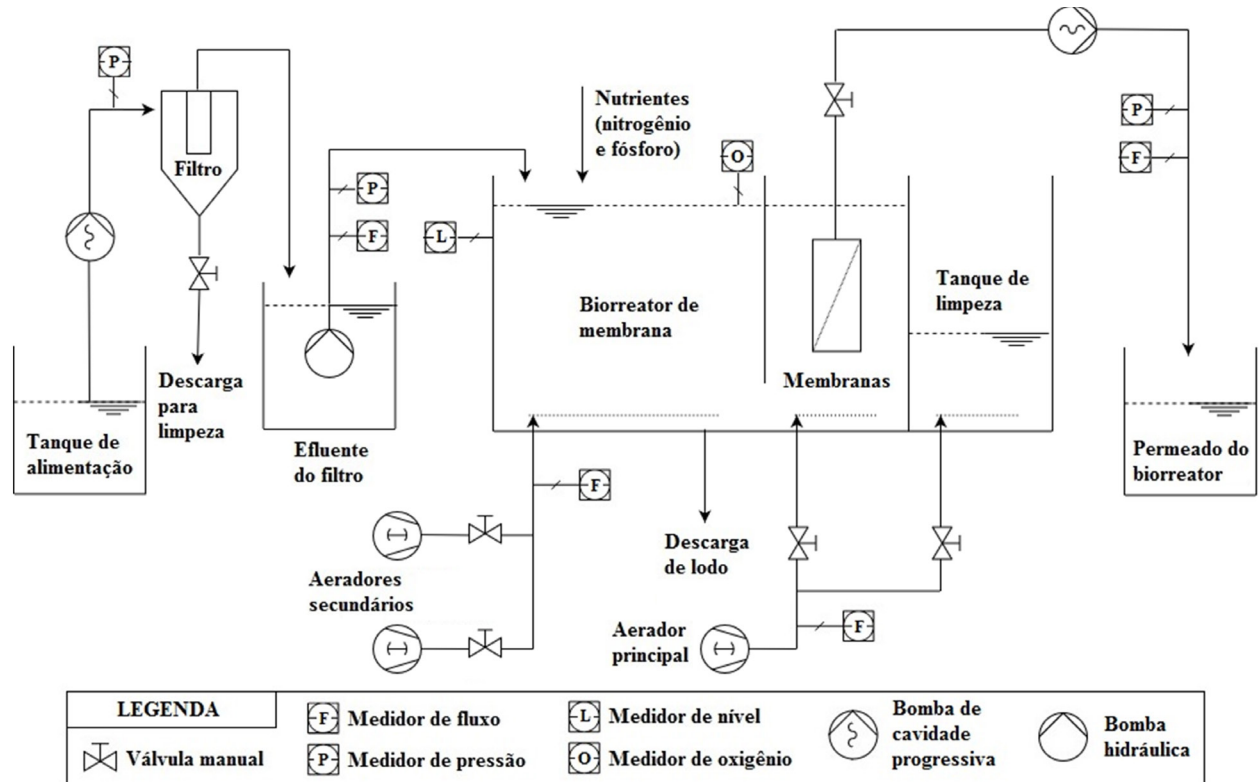 P
Filtro
Descarga
para
limpeza
Tanque de
alimentação
P
F
Efluente
do filtro
Nutrientes
(nitrogênio
e fósforo)
O
L
Biorreator de
membrana
Membranas
Tanque de
limpeza
P
F
Permeado do
biorreator
F
Aeradores
secundários
Descarga
de lodo
Aerador
principal
F
LEGENDA
Válvula manual
F Medidor de fluxo
P Medidor de pressão
L Medidor de nível
O Medidor de oxigênio
Bomba de
cavidade
progressiva
Bomba
hidráulica